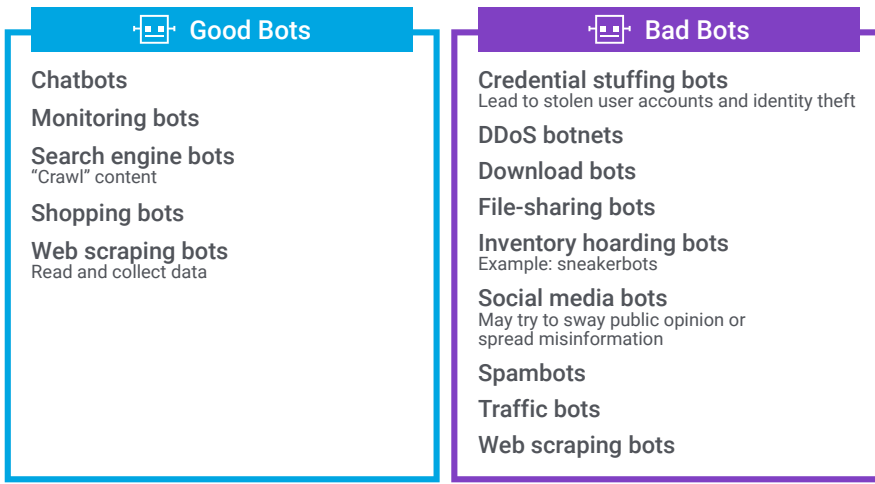 Good Bots
Chatbots
Monitoring bots
Search engine bots
“Crawl” content
Shopping bots
Web scraping bots
Read and collect data
Bad Bots
Credential stuffing bots
Lead to stolen user accounts and identity theft
DDoS botnets
Download bots
File-sharing bots
Inventory hoarding bots
Example: sneakerbots
Social media bots
May try to sway public opinion or
spread misinformation
Spambots
Traffic bots
Web scraping bots